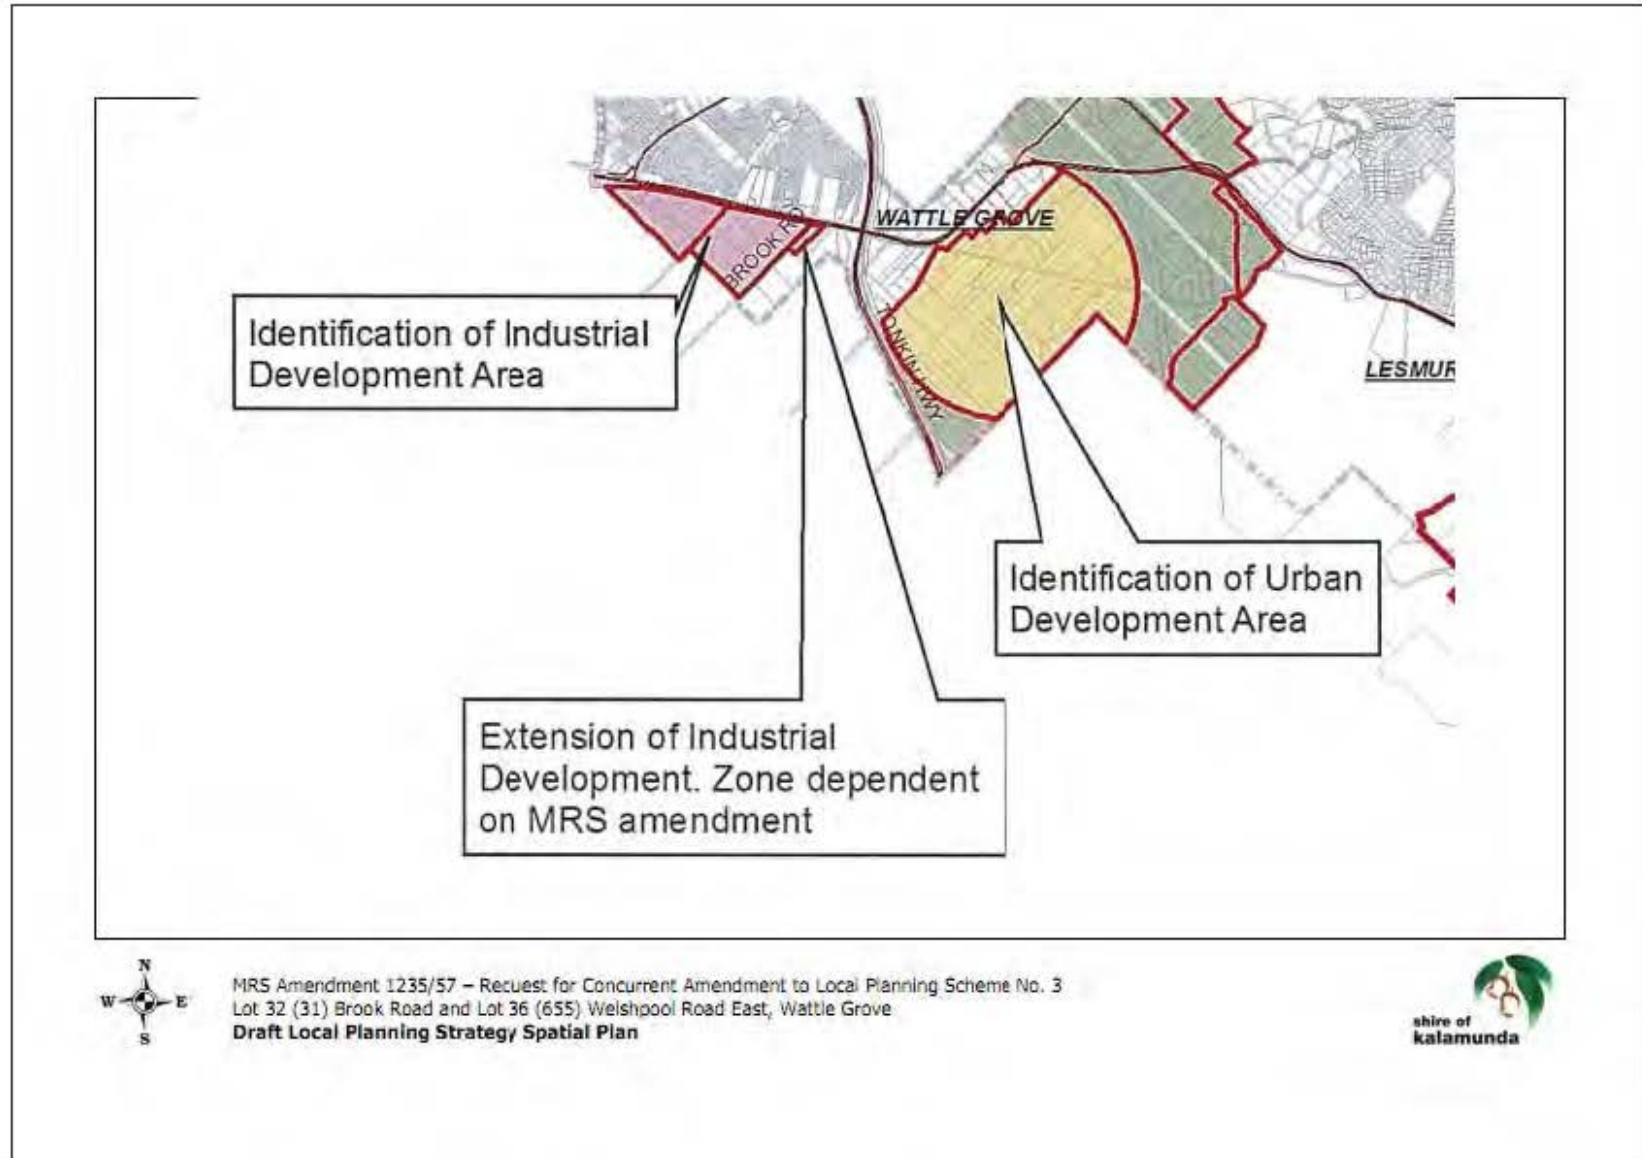 WATTLE GROVE
BROOK RD
TONKIN HWY
LESMUR
Identification of Industrial
Development Area
Identification of Urban
Development Area
Extension of Industrial
Development. Zone dependent
on MRS amendment
N
W
E
S
MRS Amendment 1235/57 – Recuest for Concurrent Amendment to Local Planning Scheme No. 3
Lot 32 (31) Brook Road and Lot 36 (655) Welshpool Road East, Wattle Grove
Draft Local Planning Strategy Spatial Plan
shire of
kalamunda